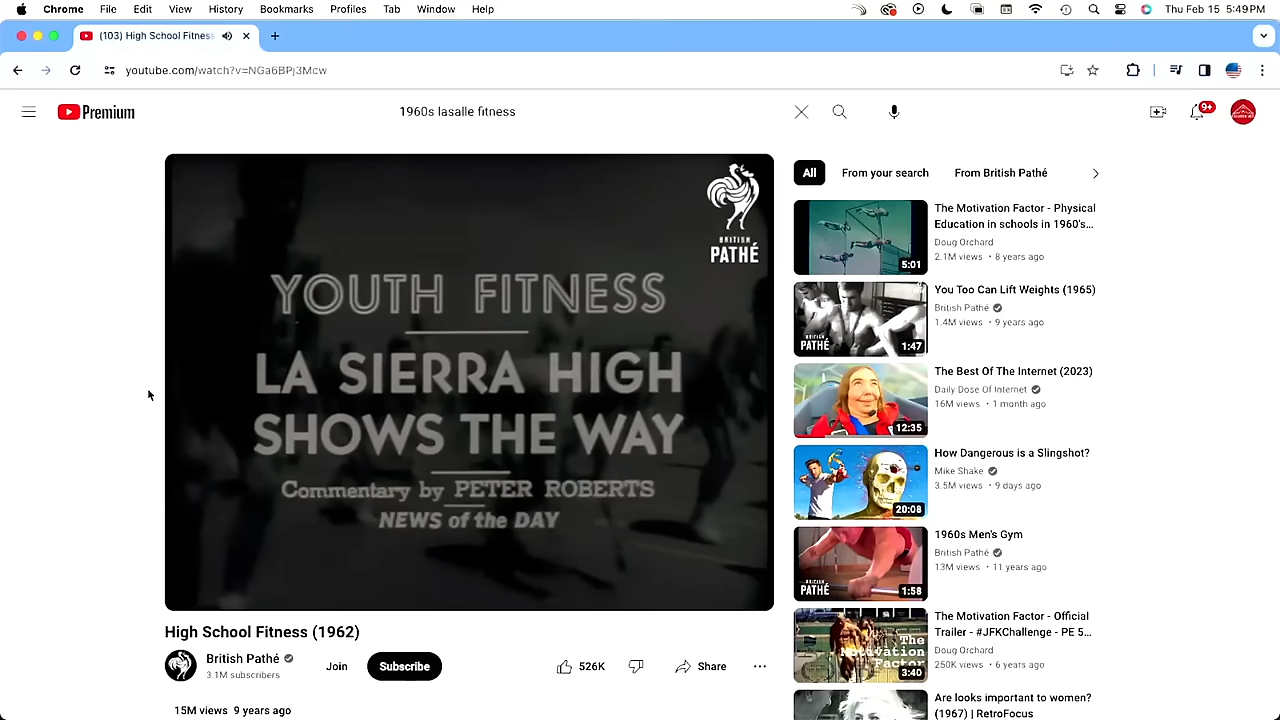 Chrome File Edit View History Bookmarks Profiles Tab Window Help Thu Feb 15 5:49 PM
(103) High School Fitness
youtube.com/watch?v=NGa6BPj3Mcw
Premium
1960s lasalle fitness
9+
BRITISH
PATHÉ
YOUTH FITNESS
LA SIERRA HIGH
SHOWS THE WAY
Commentary by PETER ROBERTS
NEWS of the DAY
High School Fitness (1962)
British Pathé
3.1M subscribers
Join
Subscribe
526K
Share
15M views 9 years ago
All
From your search
From British Pathé
5:01
The Motivation Factor - Physical
Education in schools in 1960's...
Doug Orchard
2.1M views • 8 years ago
BRITISH
PATHÉ
1:47
You Too Can Lift Weights (1965)
British Pathé
1.4M views • 9 years ago
12:35
The Best Of The Internet (2023)
Daily Dose Of Internet
16M views • 1 month ago
20:08
How Dangerous is a Slingshot?
Mike Shake
3.5M views • 9 days ago
BRITISH
PATHÉ
1:58
1960s Men's Gym
British Pathé
13M views • 11 years ago
The
Motivation
Factor
3:40
The Motivation Factor - Official
Trailer - #JFKChallenge - PE 5...
Doug Orchard
250K views • 6 years ago
Are looks important to women?
(1967) | RetroFocus